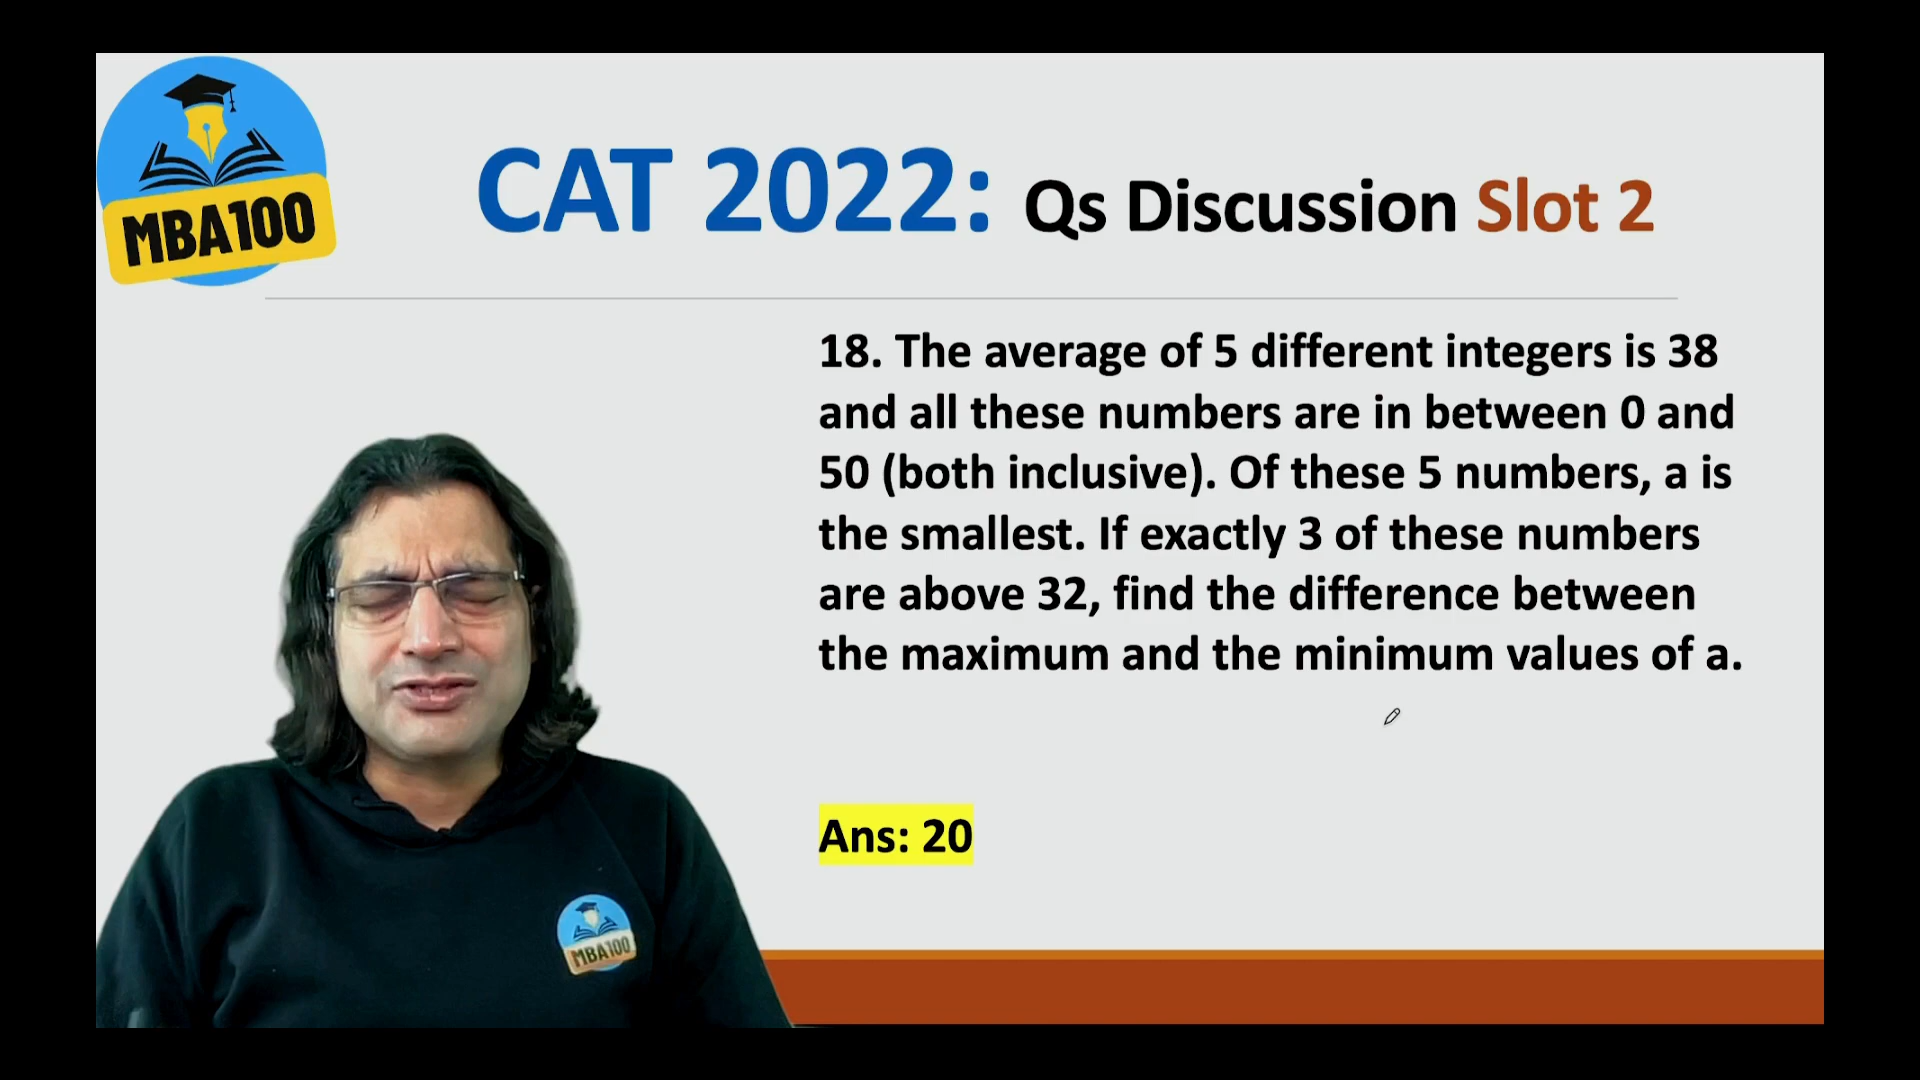 MBA100
CAT 2022: Qs Discussion Slot 2
18. The average of 5 different integers is 38
and all these numbers are in between 0 and
50 (both inclusive). Of these 5 numbers, a is
the smallest. If exactly 3 of these numbers
are above 32, find the difference between
the maximum and the minimum values of a.
Ans: 20
MBA100